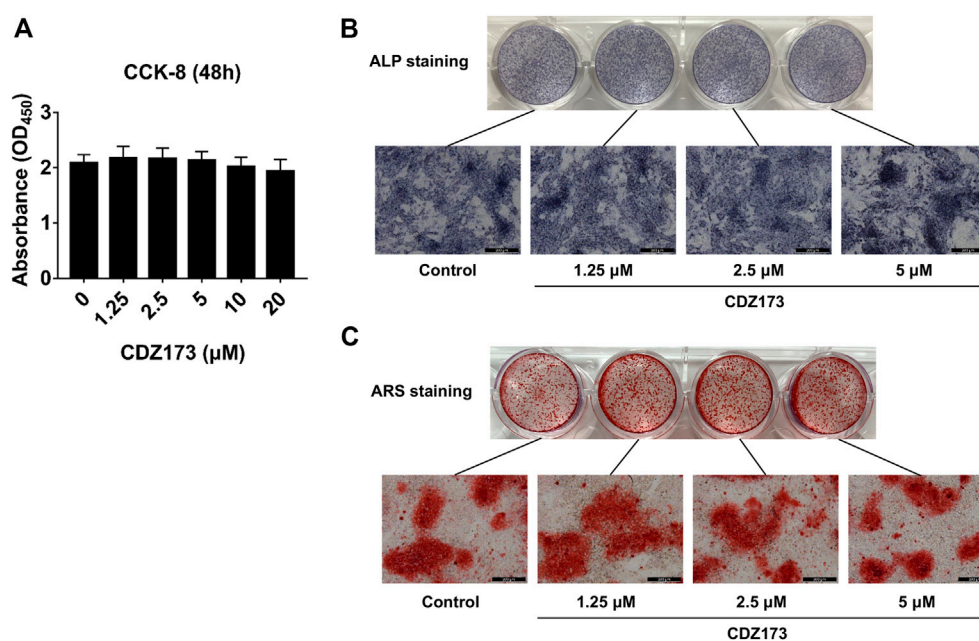 A
CCK-8 (48h)
Absorbance (OD450)
3
2
1
0
0
1.25
2.5
5
10
20
CDZ173 (μM)
B
ALP staining
Control
1.25 μM
2.5 μM
5 μM
CDZ173
C
ARS staining
Control
1.25 μM
2.5 μM
5 μM
CDZ173